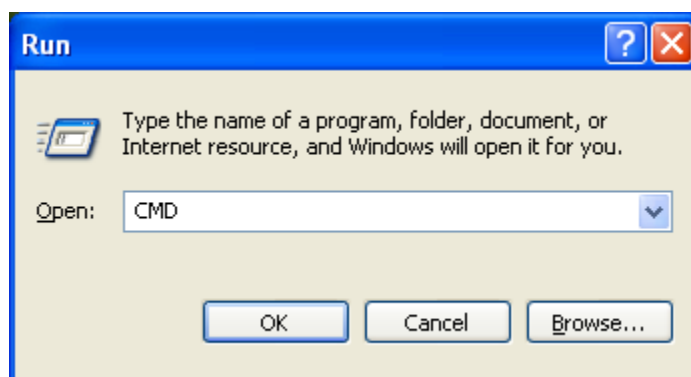 Run
Type the name of a program, folder, document, or
Internet resource, and Windows will open it for you.
Open: CMD
OK Cancel Browse...